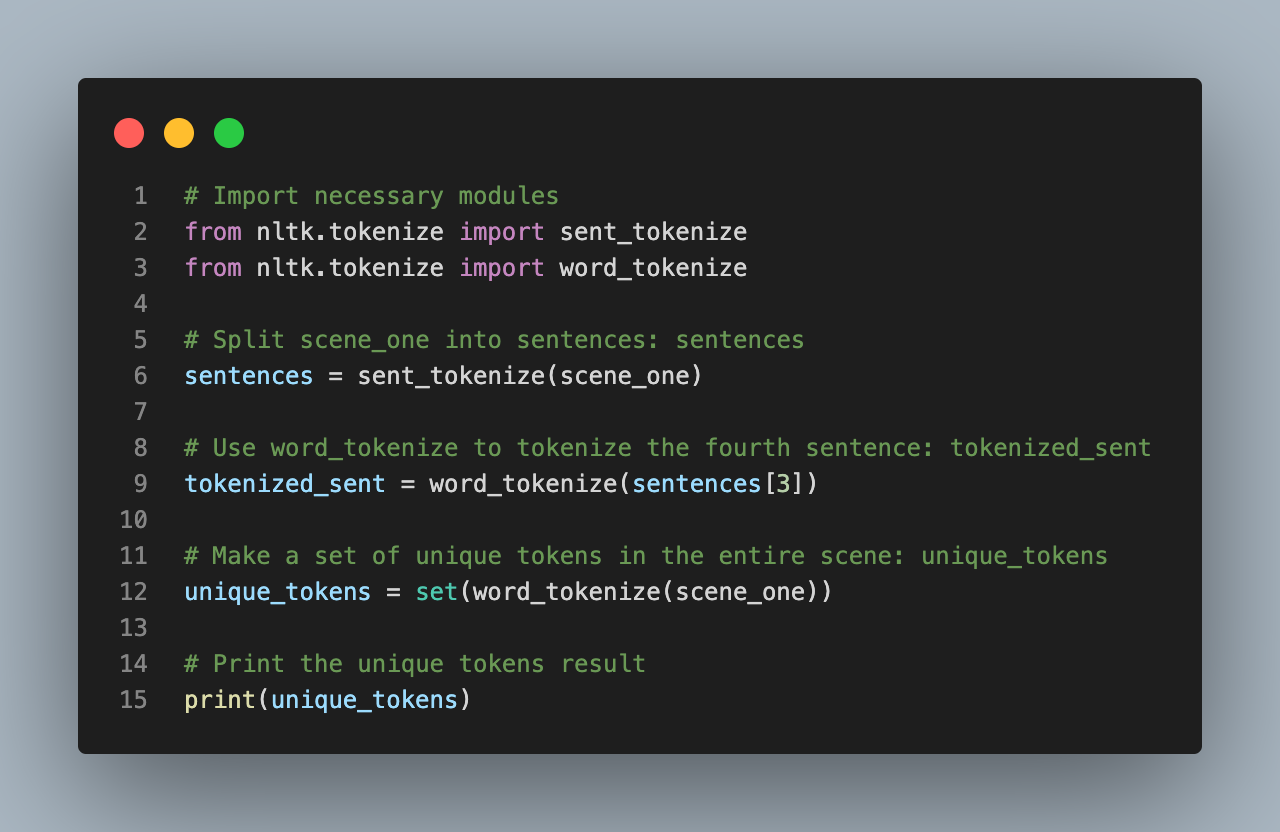 1 # Import necessary modules
2 from nltk.tokenize import sent_tokenize
3 from nltk.tokenize import word_tokenize
4
5 # Split scene_one into sentences: sentences
6 sentences = sent_tokenize(scene_one)
7
8 # Use word_tokenize to tokenize the fourth sentence: tokenized_sent
9 tokenized_sent = word_tokenize(sentences[3])
10
11 # Make a set of unique tokens in the entire scene: unique_tokens
12 unique_tokens = set(word_tokenize(scene_one))
13
14 # Print the unique tokens result
15 print(unique_tokens)